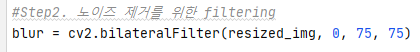 #Step2. 노이즈 제거를 위한 filtering
blur = cv2.bilateralFilter(resized_img, 0, 75, 75)